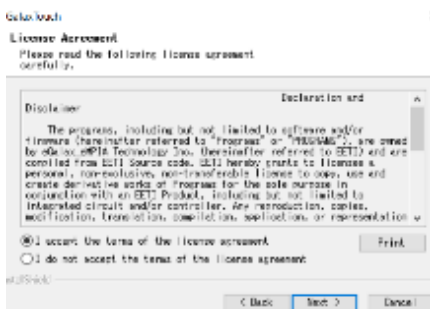 GalaxTouch
License Agreement
Please read the following license agreement
carefully.
Declaration and
Disclaimer
The programs, including but not limited to software and/or
firmware (hereinafter referred to "Programs" or "PROGRAMS"), are owned
by eGalax_eMPIA Technology Inc. (hereinafter referred to EETI) and are
compiled from EETI Source code. EETI hereby grants to licensee a
personal, non-exclusive, non-transferable license to copy, use and
create derivative works of Programs for the sole purpose in
conjunction with an EETI Product, including but not limited to
integrated circuit and/or controller. Any reproduction, copies,
modification, translation, compilation, application, or representation
I accept the terms of the license agreement
Print
I do not accept the terms of the license agreement
InstallShield
< Back
Next >
Cancel